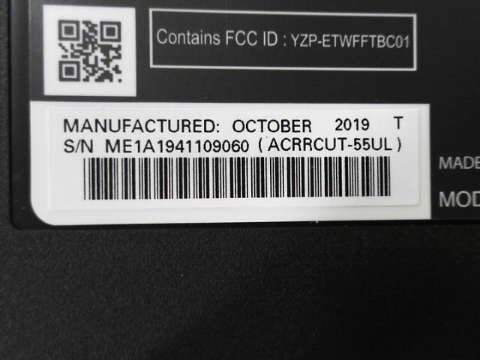 Contains FCC ID : YZP-ETWFFTBC01
MANUFACTURED: OCTOBER 2019 T
S/N ME1A1941109060 (ACRRCUT-55UL)
MADE
MOD